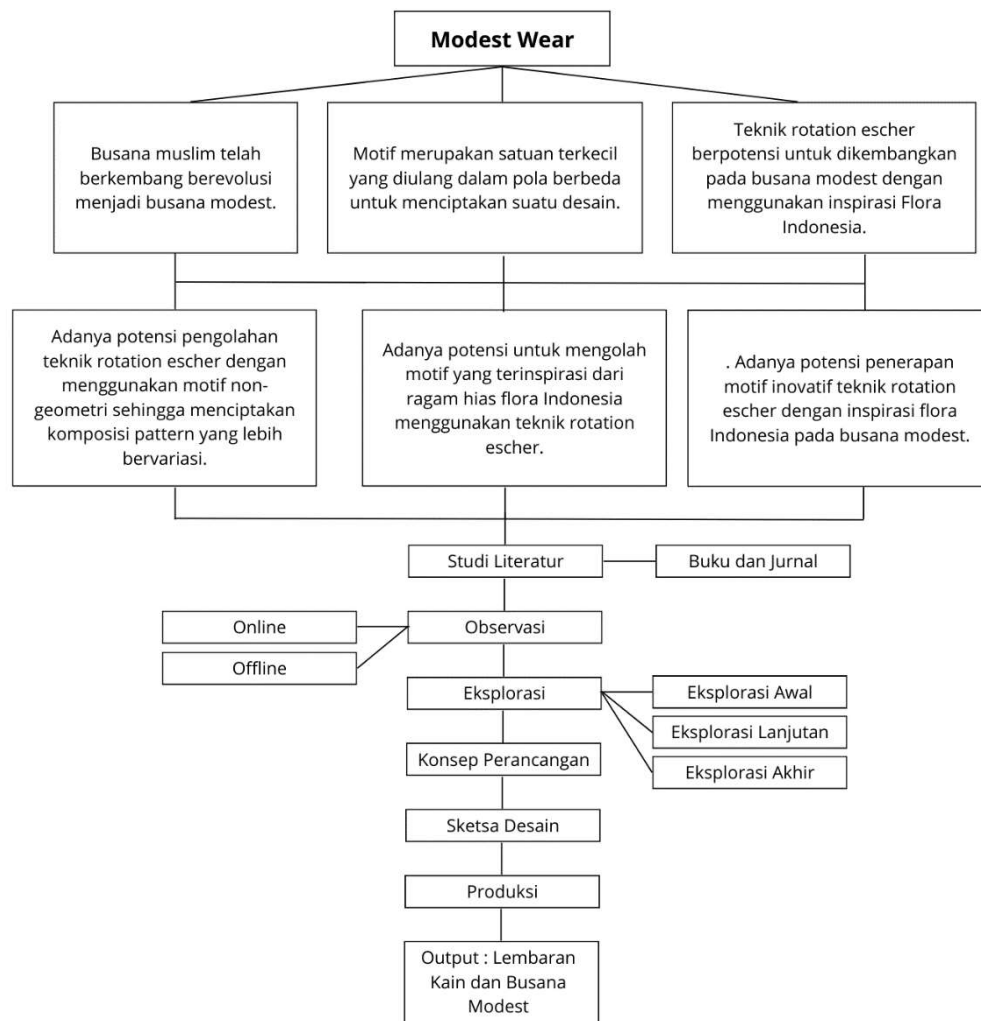 Modest Wear
Busana muslim telah
berkembang berevolusi
menjadi busana modest.
Motif merupakan satuan terkecil
yang diulang dalam pola berbeda
untuk menciptakan suatu desain.
Teknik rotation escher
berpotensi untuk dikembangkan
pada busana modest dengan
menggunakan inspirasi Flora
Indonesia.
Adanya potensi pengolahan
teknik rotation escher dengan
menggunakan motif non-
geometri sehingga menciptakan
komposisi pattern yang lebih
bervariasi.
Adanya potensi untuk mengolah
motif yang terinspirasi dari
ragam hias flora Indonesia
menggunakan teknik rotation
escher.
. Adanya potensi penerapan
motif inovatif teknik rotation
escher dengan inspirasi flora
Indonesia pada busana modest.
Studi Literatur
Buku dan Jurnal
Online
Observasi
Offline
Eksplorasi
Eksplorasi Awal
Eksplorasi Lanjutan
Eksplorasi Akhir
Konsep Perancangan
Sketsa Desain
Produksi
Output : Lembaran
Kain dan Busana
Modest